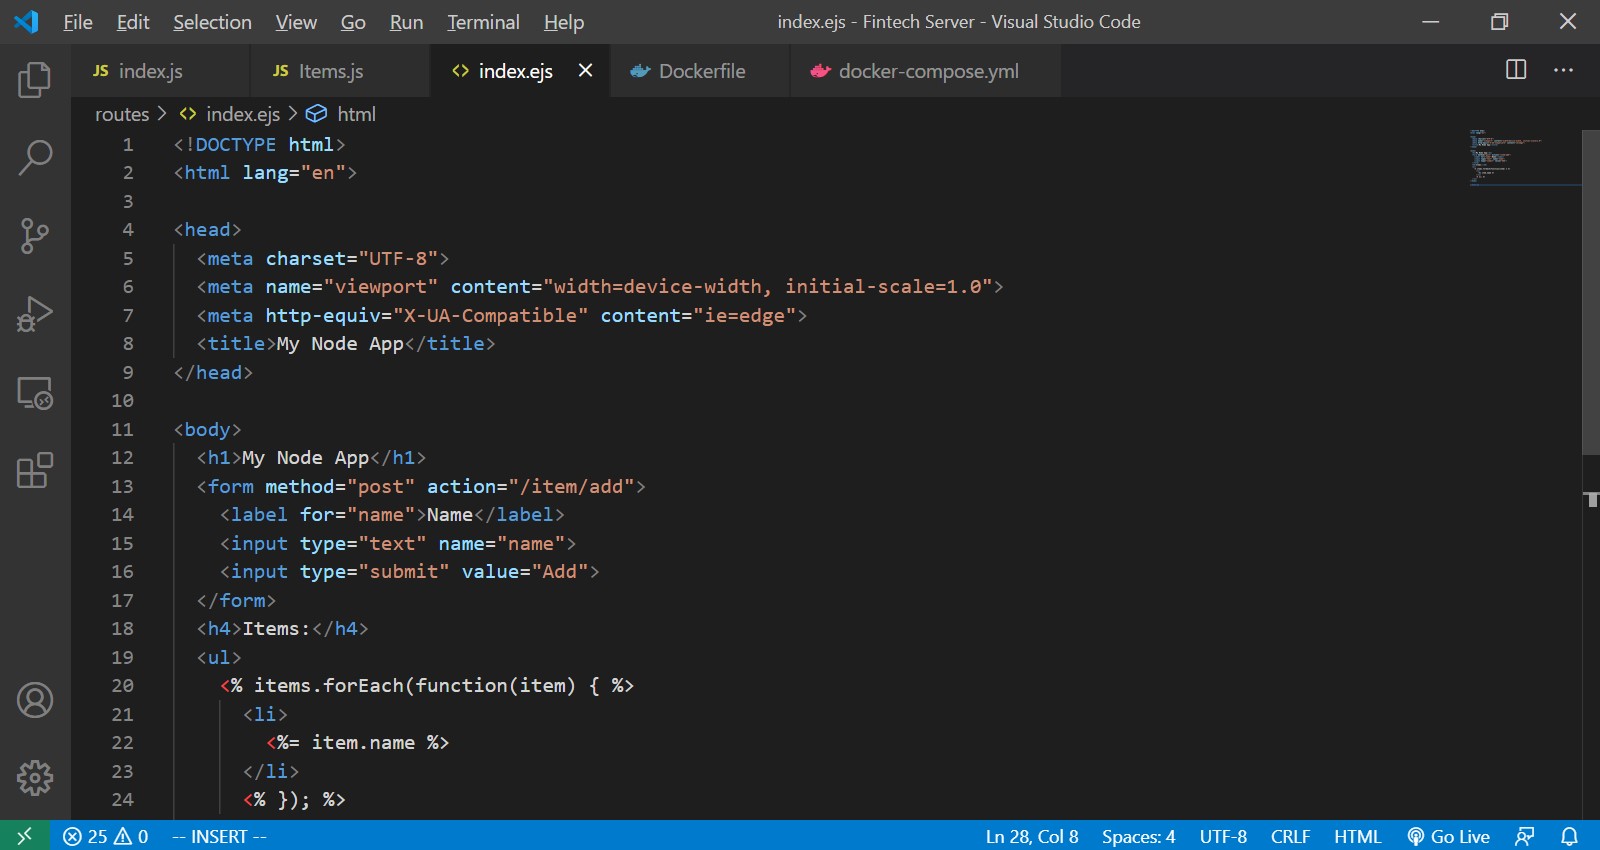 File Edit Selection View Go Run Terminal Help index.ejs - Fintech Server - Visual Studio Code
JS index.js JS Items.js <> index.ejs Dockerfile docker-compose.yml
routes > <> index.ejs > html
1 <!DOCTYPE html>
2 <html lang="en">
3
4 <head>
5 <meta charset="UTF-8">
6 <meta name="viewport" content="width=device-width, initial-scale=1.0">
7 <meta http-equiv="X-UA-Compatible" content="ie=edge">
8 <title>My Node App</title>
9 </head>
10
11 <body>
12 <h1>My Node App</h1>
13 <form method="post" action="/item/add">
14 <label for="name">Name</label>
15 <input type="text" name="name">
16 <input type="submit" value="Add">
17 </form>
18 <h4>Items:</h4>
19 <ul>
20 <% items.forEach(function(item) { %>
21 <li>
22 <%= item.name %>
23 </li>
24 <% }); %>
25 0 -- INSERT -- Ln 28, Col 8 Spaces: 4 UTF-8 CRLF HTML Go Live